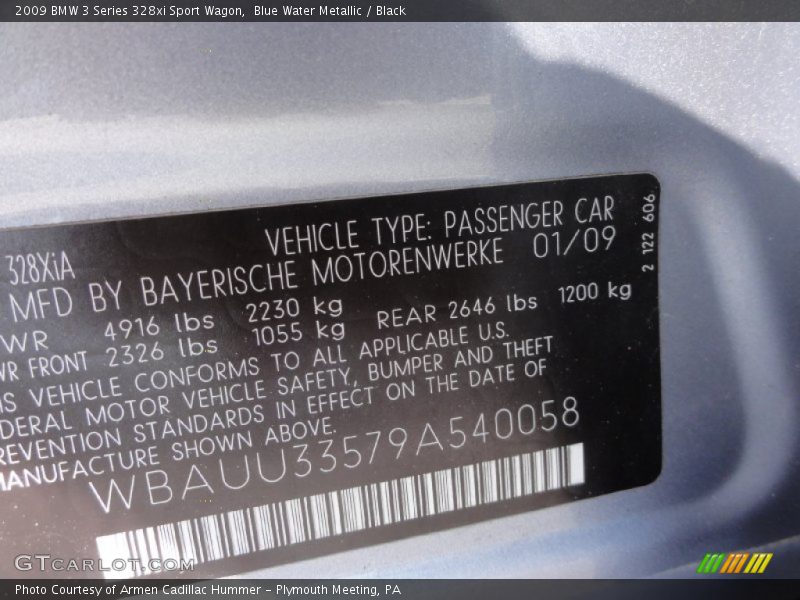 2009 BMW 3 Series 328xi Sport Wagon,  Blue Water Metallic / Black
328XiA
VEHICLE TYPE: PASSENGER CAR
MFD BY BAYERISCHE MOTORENWERKE 01/09
WR 4916 lbs 2230 kg
WR FRONT 2326 lbs 1055 kg REAR 2646 lbs 1200 kg
IS VEHICLE CONFORMS TO ALL APPLICABLE U.S.
DERAL MOTOR VEHICLE SAFETY, BUMPER AND THEFT
REVENTION STANDARDS IN EFFECT ON THE DATE OF
MANUFACTURE SHOWN ABOVE.
WBAUU33579A540058
2 122 606
GTCARLOT.COM
Photo Courtesy of Armen Cadillac Hummer - Plymouth Meeting, PA